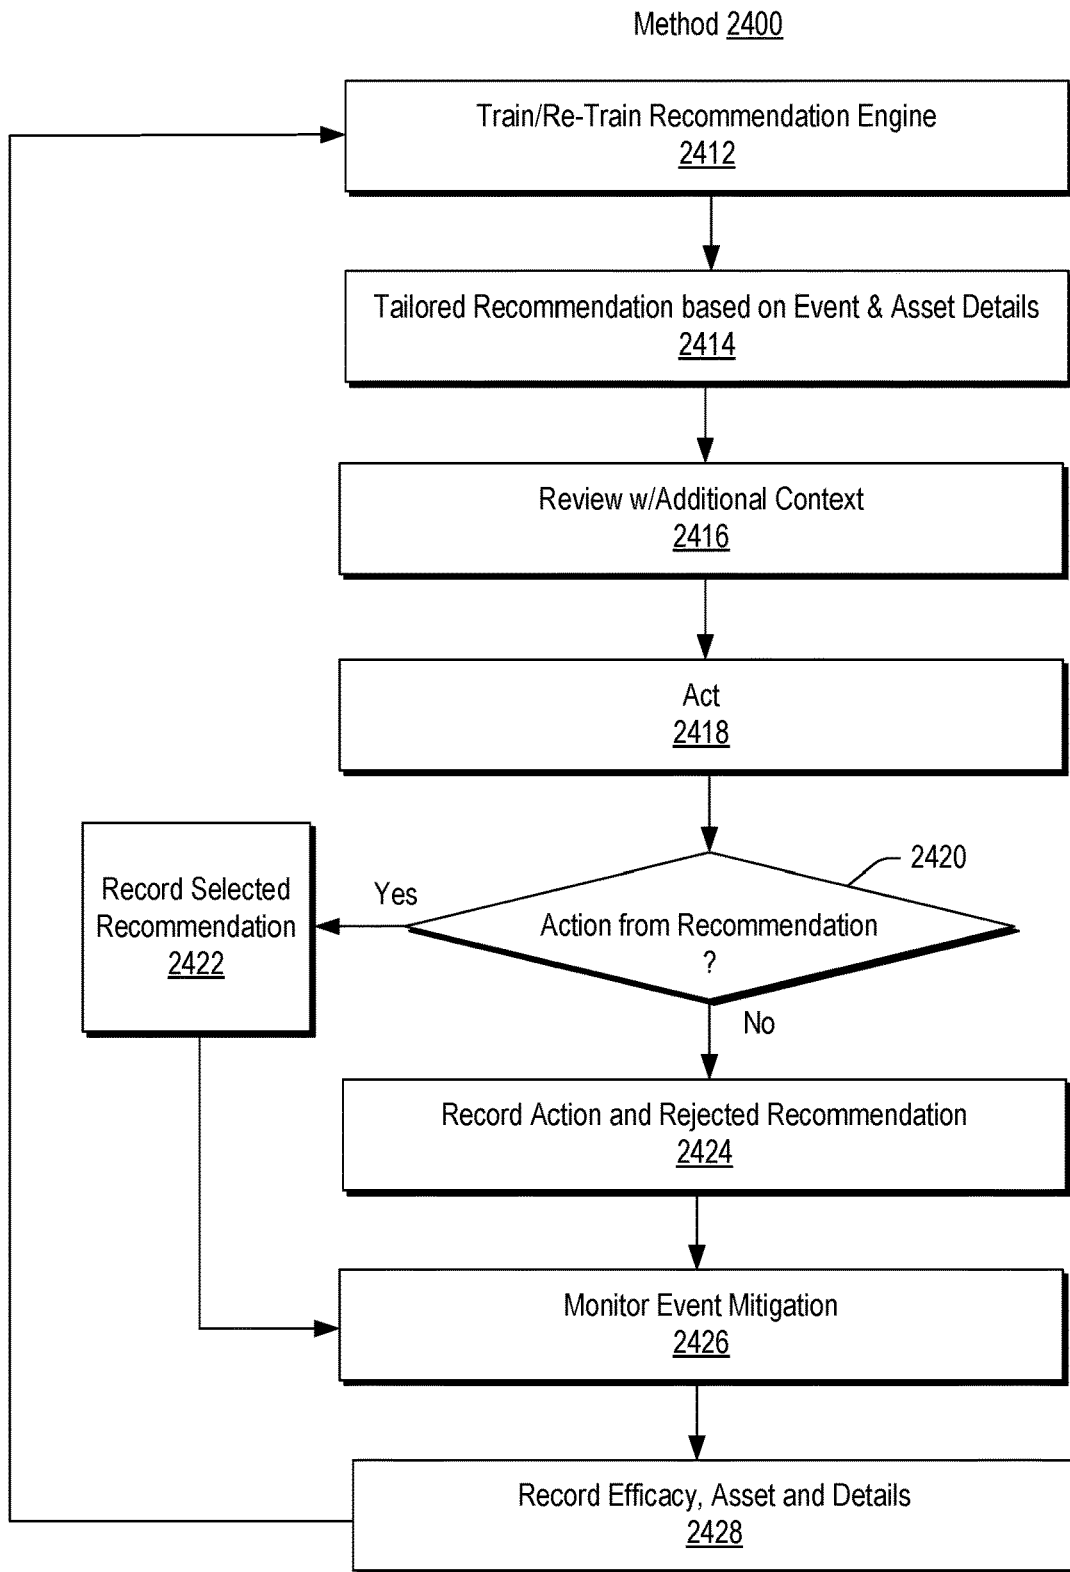 Method 2400
Train/Re-Train Recommendation Engine
2412
Tailored Recommendation based on Event & Asset Details
2414
Review w/Additional Context
2416
Act
2418
2420
Action from Recommendation
?
Yes
Record Selected
Recommendation
2422
No
Record Action and Rejected Recommendation
2424
Monitor Event Mitigation
2426
Record Efficacy, Asset and Details
2428